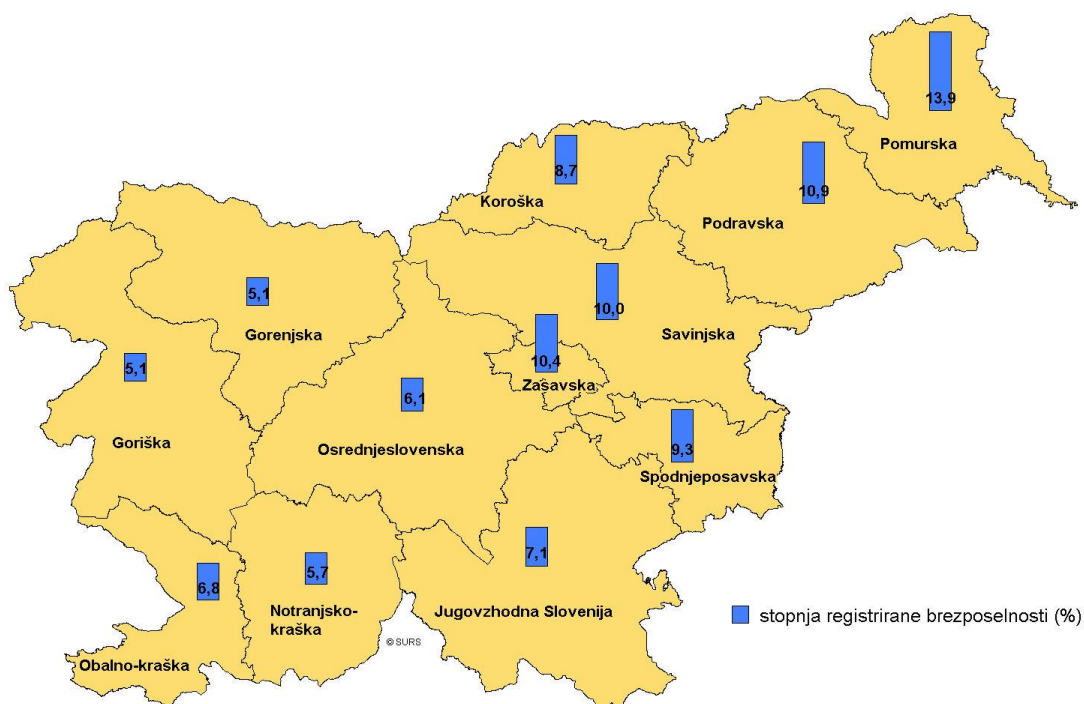 13,9
Pomurska
8,7
Koroška
10,9
Podravska
5,1
Gorenjska
10,0
Savinjska
10,4
Zasavska
5,1
Goriška
6,1
Osrednjeslovenska
9,3
Spodnjeposavska
7,1
Jugovzhodna Slovenija
5,7
Notranjsko-
kraška
6,8
Obalno-kraška
© SURS
stopnja registrirane brezposelnosti (%)